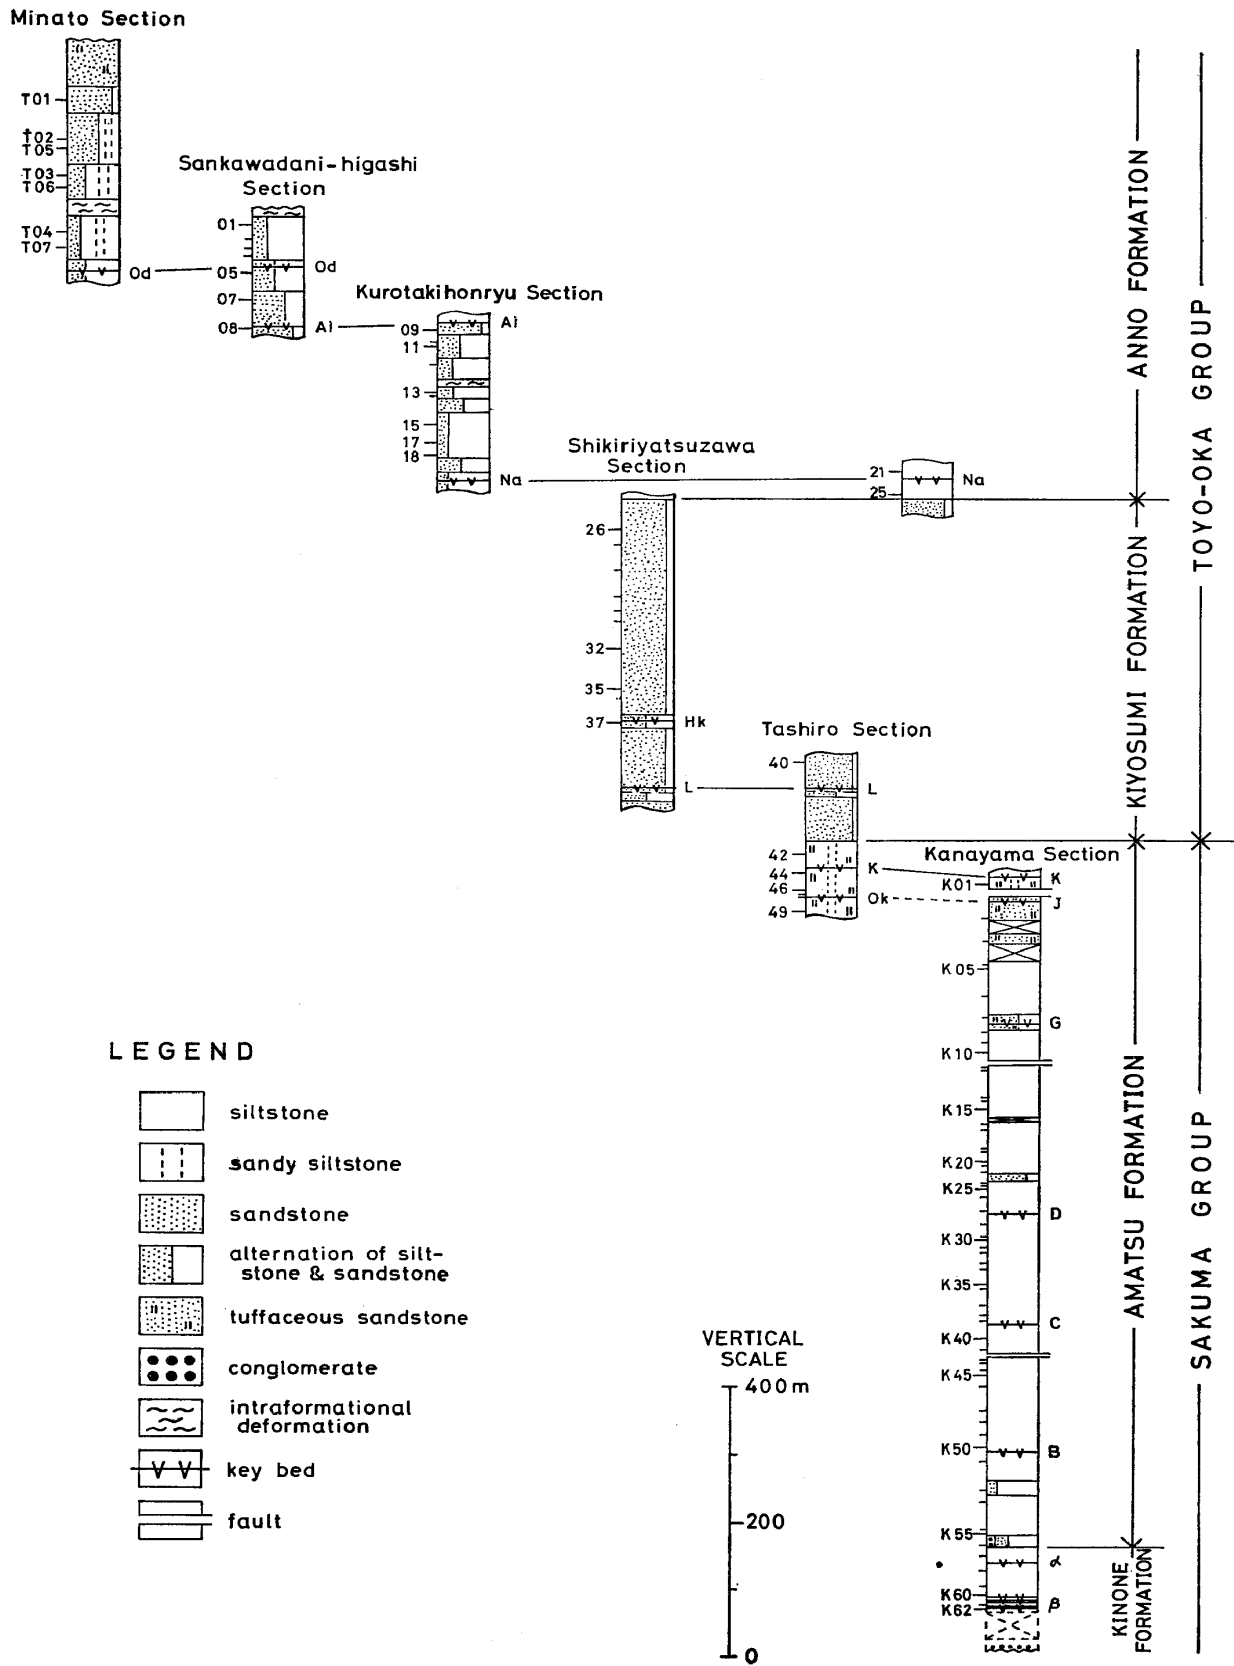 Minato Section
T01
T02
T05
T03
T06
T04
T07
Od
Sankawadani-higashi
Section
01
05
07
08
Od
Ai
Kurotakihonryu Section
09
11
13
15
17
18
Ai
Na
Shikiriyatsuzawa
Section
26
32
35
37
Hk
L
21
25
Na
Tashiro Section
40
42
44
46
49
L
K
Ok
Kanayama Section
K01
K05
K10
K15
K20
K25
K30
K35
K40
K45
K50
K55
K60
K62
K
J
G
D
C
B
α
β
ANNO FORMATION
KIYOSUMI FORMATION
AMATSU FORMATION
KINONE
FORMATION
TOYO-OKA GROUP
SAKUMA GROUP
LEGEND
siltstone
sandy siltstone
sandstone
alternation of silt-
stone & sandstone
tuffaceous sandstone
conglomerate
intraformational
deformation
key bed
fault
VERTICAL
SCALE
400m
200
0